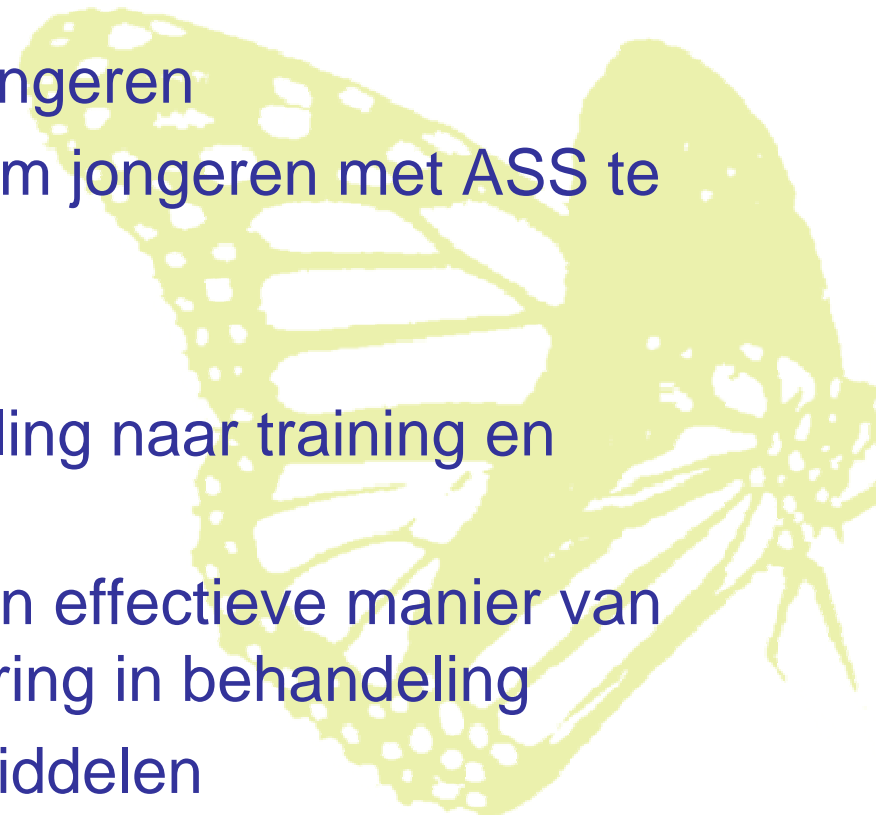 ngeren
m jongeren met ASS te
ling naar training en
n effectieve manier van
ring in behandeling
iddelen